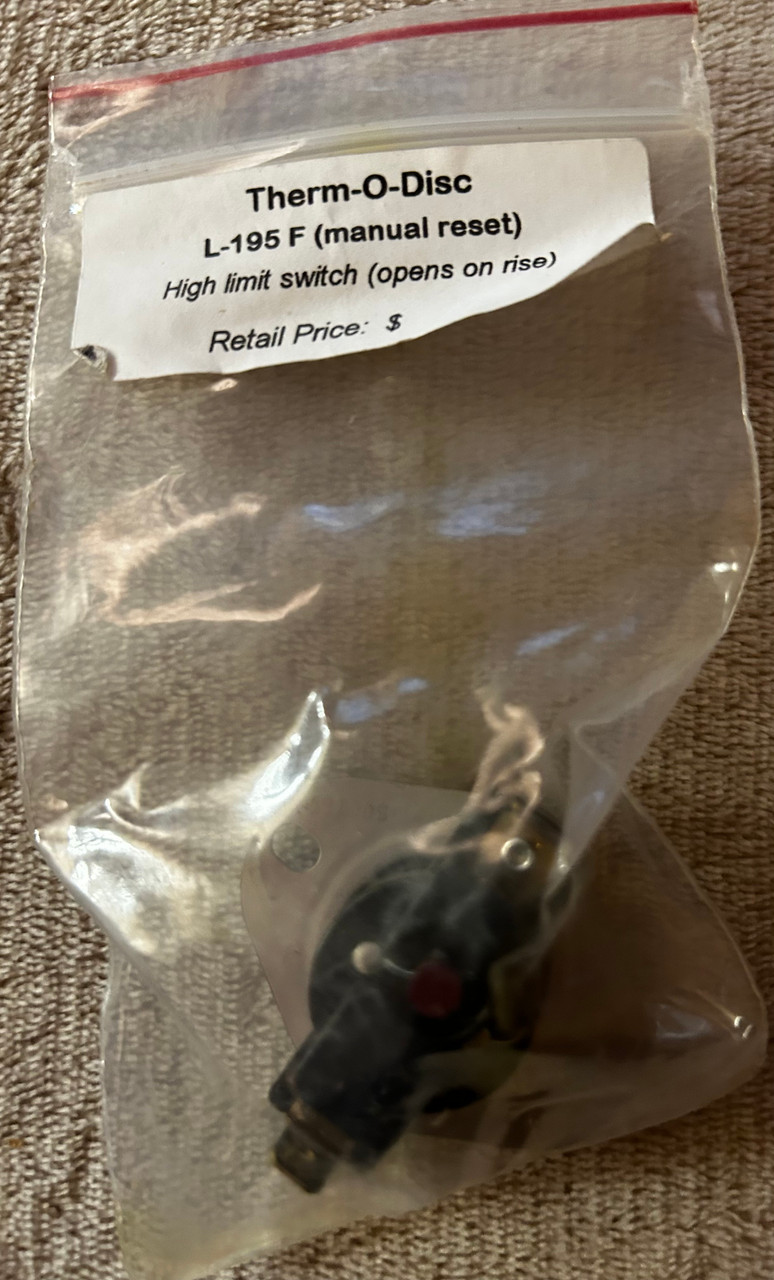 Therm-O-Disc
L-195 F (manual reset)
High limit switch (opens on rise)
Retail Price: $